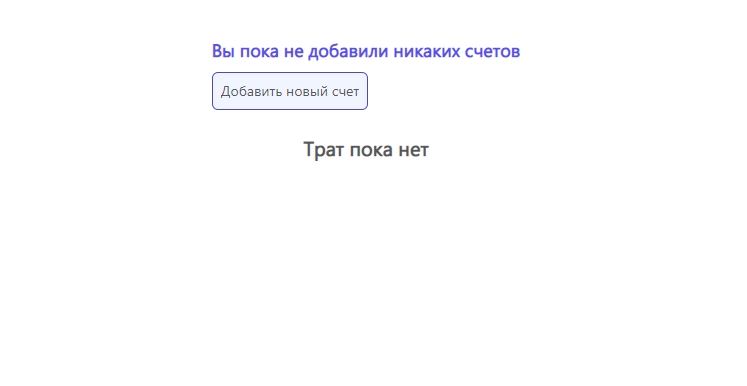 Вы пока не добавили никаких счетов
Добавить новый счет
Трат пока нет